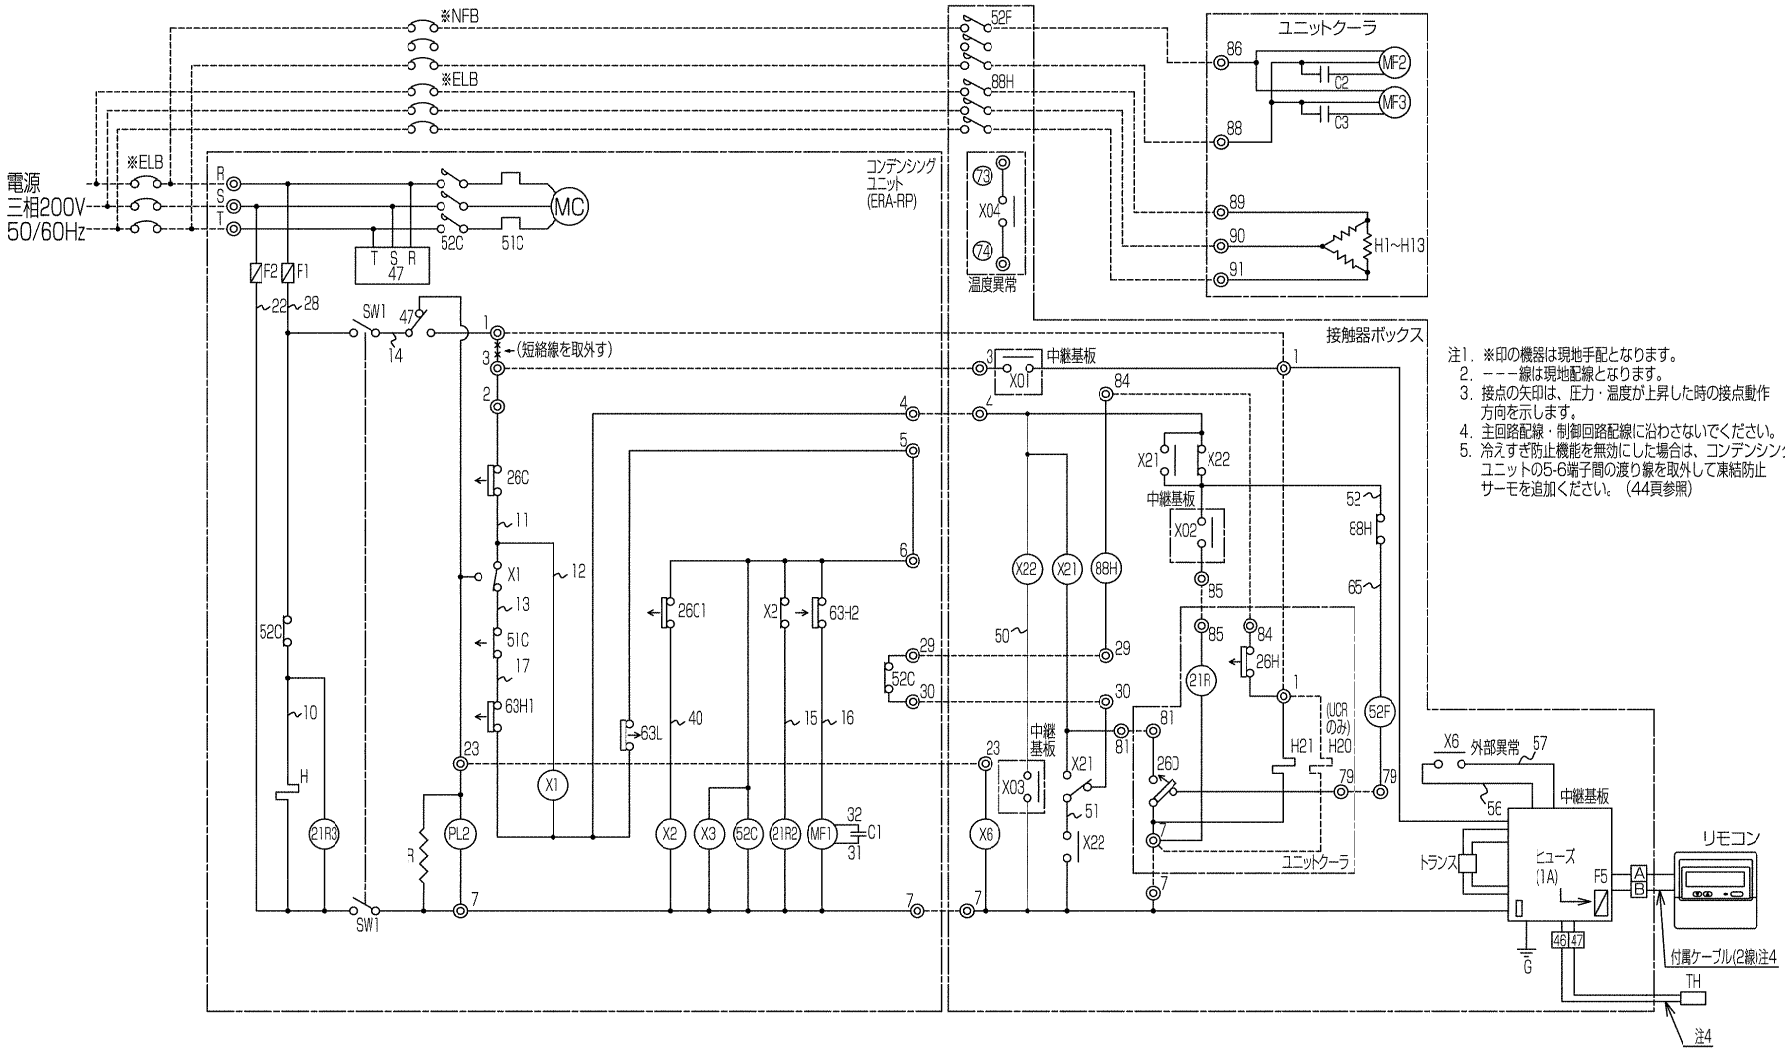 ※NFB
52F
ユニットクーラ
86
MF2
C2
※ELB
88H
MF3
C3
88
※ELB
コンデンシング
ユニット
(ERA-RP)
73
X04
74
温度異常
電源
三相200V
50/60Hz
R
S
T
MC
52C
51C
T S R
47
89
90
91
H1~H13
F2
F1
22
28
SW1
47
14
1
(短絡線を取外す)
3
2
3
X01
中継基板
1
接触器ボックス
注1. ※印の機器は現地手配となります。
2. ---線は現地配線となります。
3. 接点の矢印は、圧力・温度が上昇した時の接点動作
方向を示します。
4. 主回路配線・制御回路配線に沿わさないでください。
5. 冷えすぎ防止機能を無効にした場合は、コンデンシング
ユニットの5-6端子間の渡り線を取外して凍結防止
サーモを追加ください。(44頁参照)
84
4
4
5
X21
X22
中継基板
X02
52
88H
26C
11
12
6
X22
X21
88H
85
65
X1
13
51C
17
63H1
26C1
X2
63H2
50
85
84
26H
21R
52C
29
52C
30
29
30
1
10
40
15
16
63L
中継
基板
81
81
(UCR
のみ)
52F
H21
H20
23
23
X03
X21
26D
79
79
X6
外部異常
57
56
中継基板
H
X1
51
X22
7
21R3
R
PL2
X2
X3
52C
21R2
MF1
32
C1
31
X6
ユニットクーラ
トランス
ヒューズ
(1A)
F5
A
B
リモコン
7
SW1
7
7
7
46
47
G
付属ケーブル(2線)注4
TH
注4